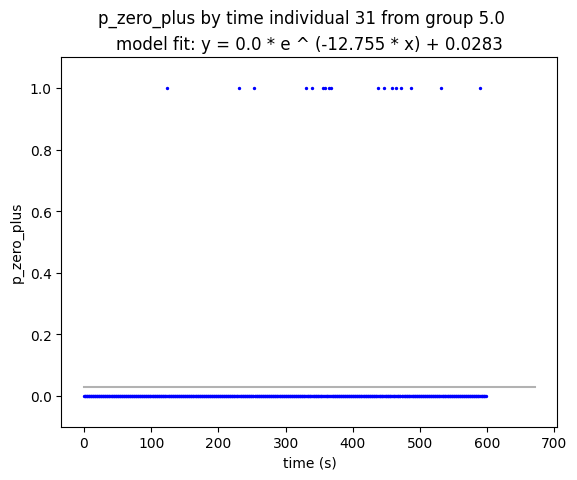 p_zero_plus by time individual 31 from group 5.0
model fit: y = 0.0 * e ^ (-12.755 * x) + 0.0283
1.0
0.8
0.6
0.4
0.2
0.0
p_zero_plus
0 100 200 300 400 500 600 700
time (s)